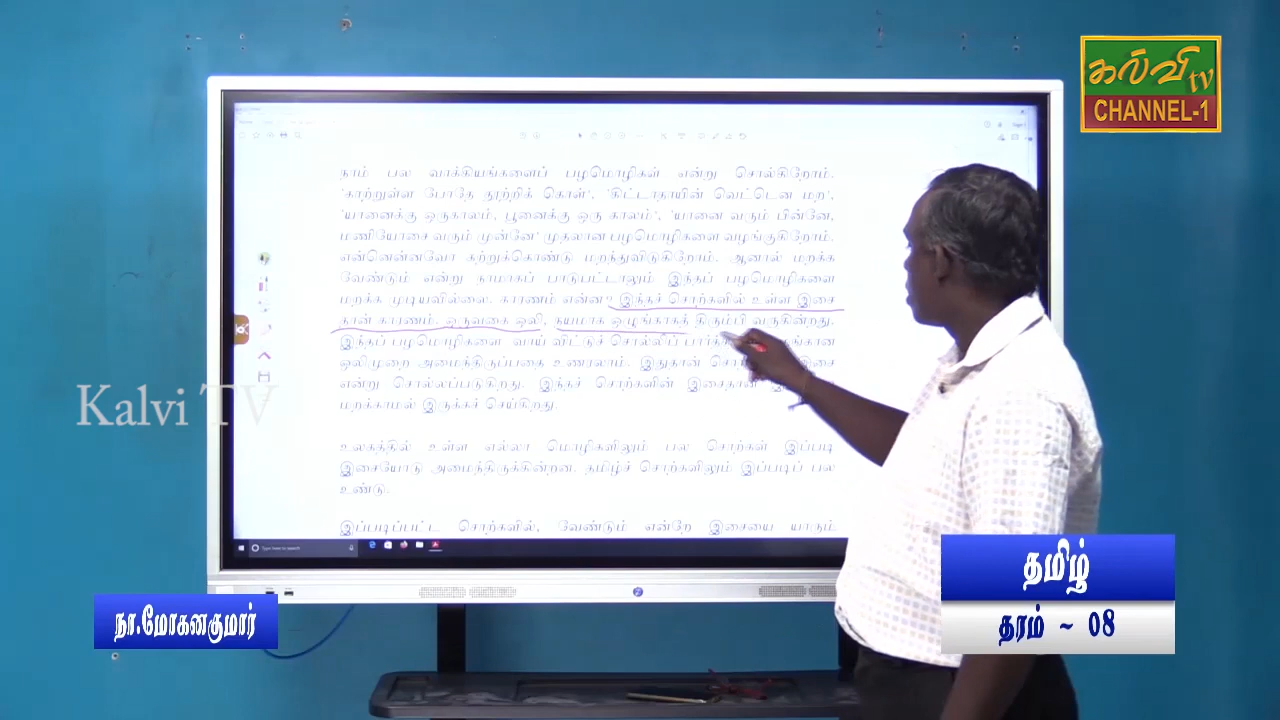 கல்வி tv
CHANNEL-1
நாம் பல வாக்கியங்களைப் பழமொழிகள் என்று சொல்கிறோம்.
'காற்றுள்ள போதே தூற்றிக் கொள்', 'கிட்டாதாயின் வெட்டென மற',
'யானைக்கு ஒருகாலம், பூனைக்கு ஒரு காலம்', 'யானை வரும் பின்னே,
மணியோசை வரும் முன்னே' முதலான பழமொழிகளை வழங்குகிறோம்.
என்னென்னவோ கற்றுக்கொண்டு மறந்துவிடுகிறோம். ஆனால் மறக்க
வேண்டும் என்று நாமாகப் பாடுபட்டாலும் இந்தப் பழமொழிகளை
மறக்க முடியவில்லை. காரணம் என்ன? இந்தச் சொற்களில் உள்ள இசை
தான் காரணம். ஒருவகை ஒலி, நயமாக ஒழுங்காகத் திரும்பி வருகின்றது.
இந்தப் பழமொழிகளை வாய் விட்டுச் சொல்லிப்
ஒலிமுறை அமைத்திருப்பதை உணரலாம். இதுதான் இசை
என்று சொல்லப்படுகிறது. இந்தச் சொற்களின் இசைதான்
மறக்காமல் இருக்கச் செய்கிறது.
உலகத்தில் உள்ள எல்லா மொழிகளிலும் பல சொற்கள் இப்படி
இசையோடு அமைந்திருக்கின்றன. தமிழ்ச் சொற்களிலும் இப்படிப் பல
உண்டு.
இப்படிப்பட்ட சொற்களில், வேண்டும் என்றே இசையை யாரும்
Kalvi TV
Type here to search
நா.மோகனகுமார்
தமிழ்
தரம் ~ 08